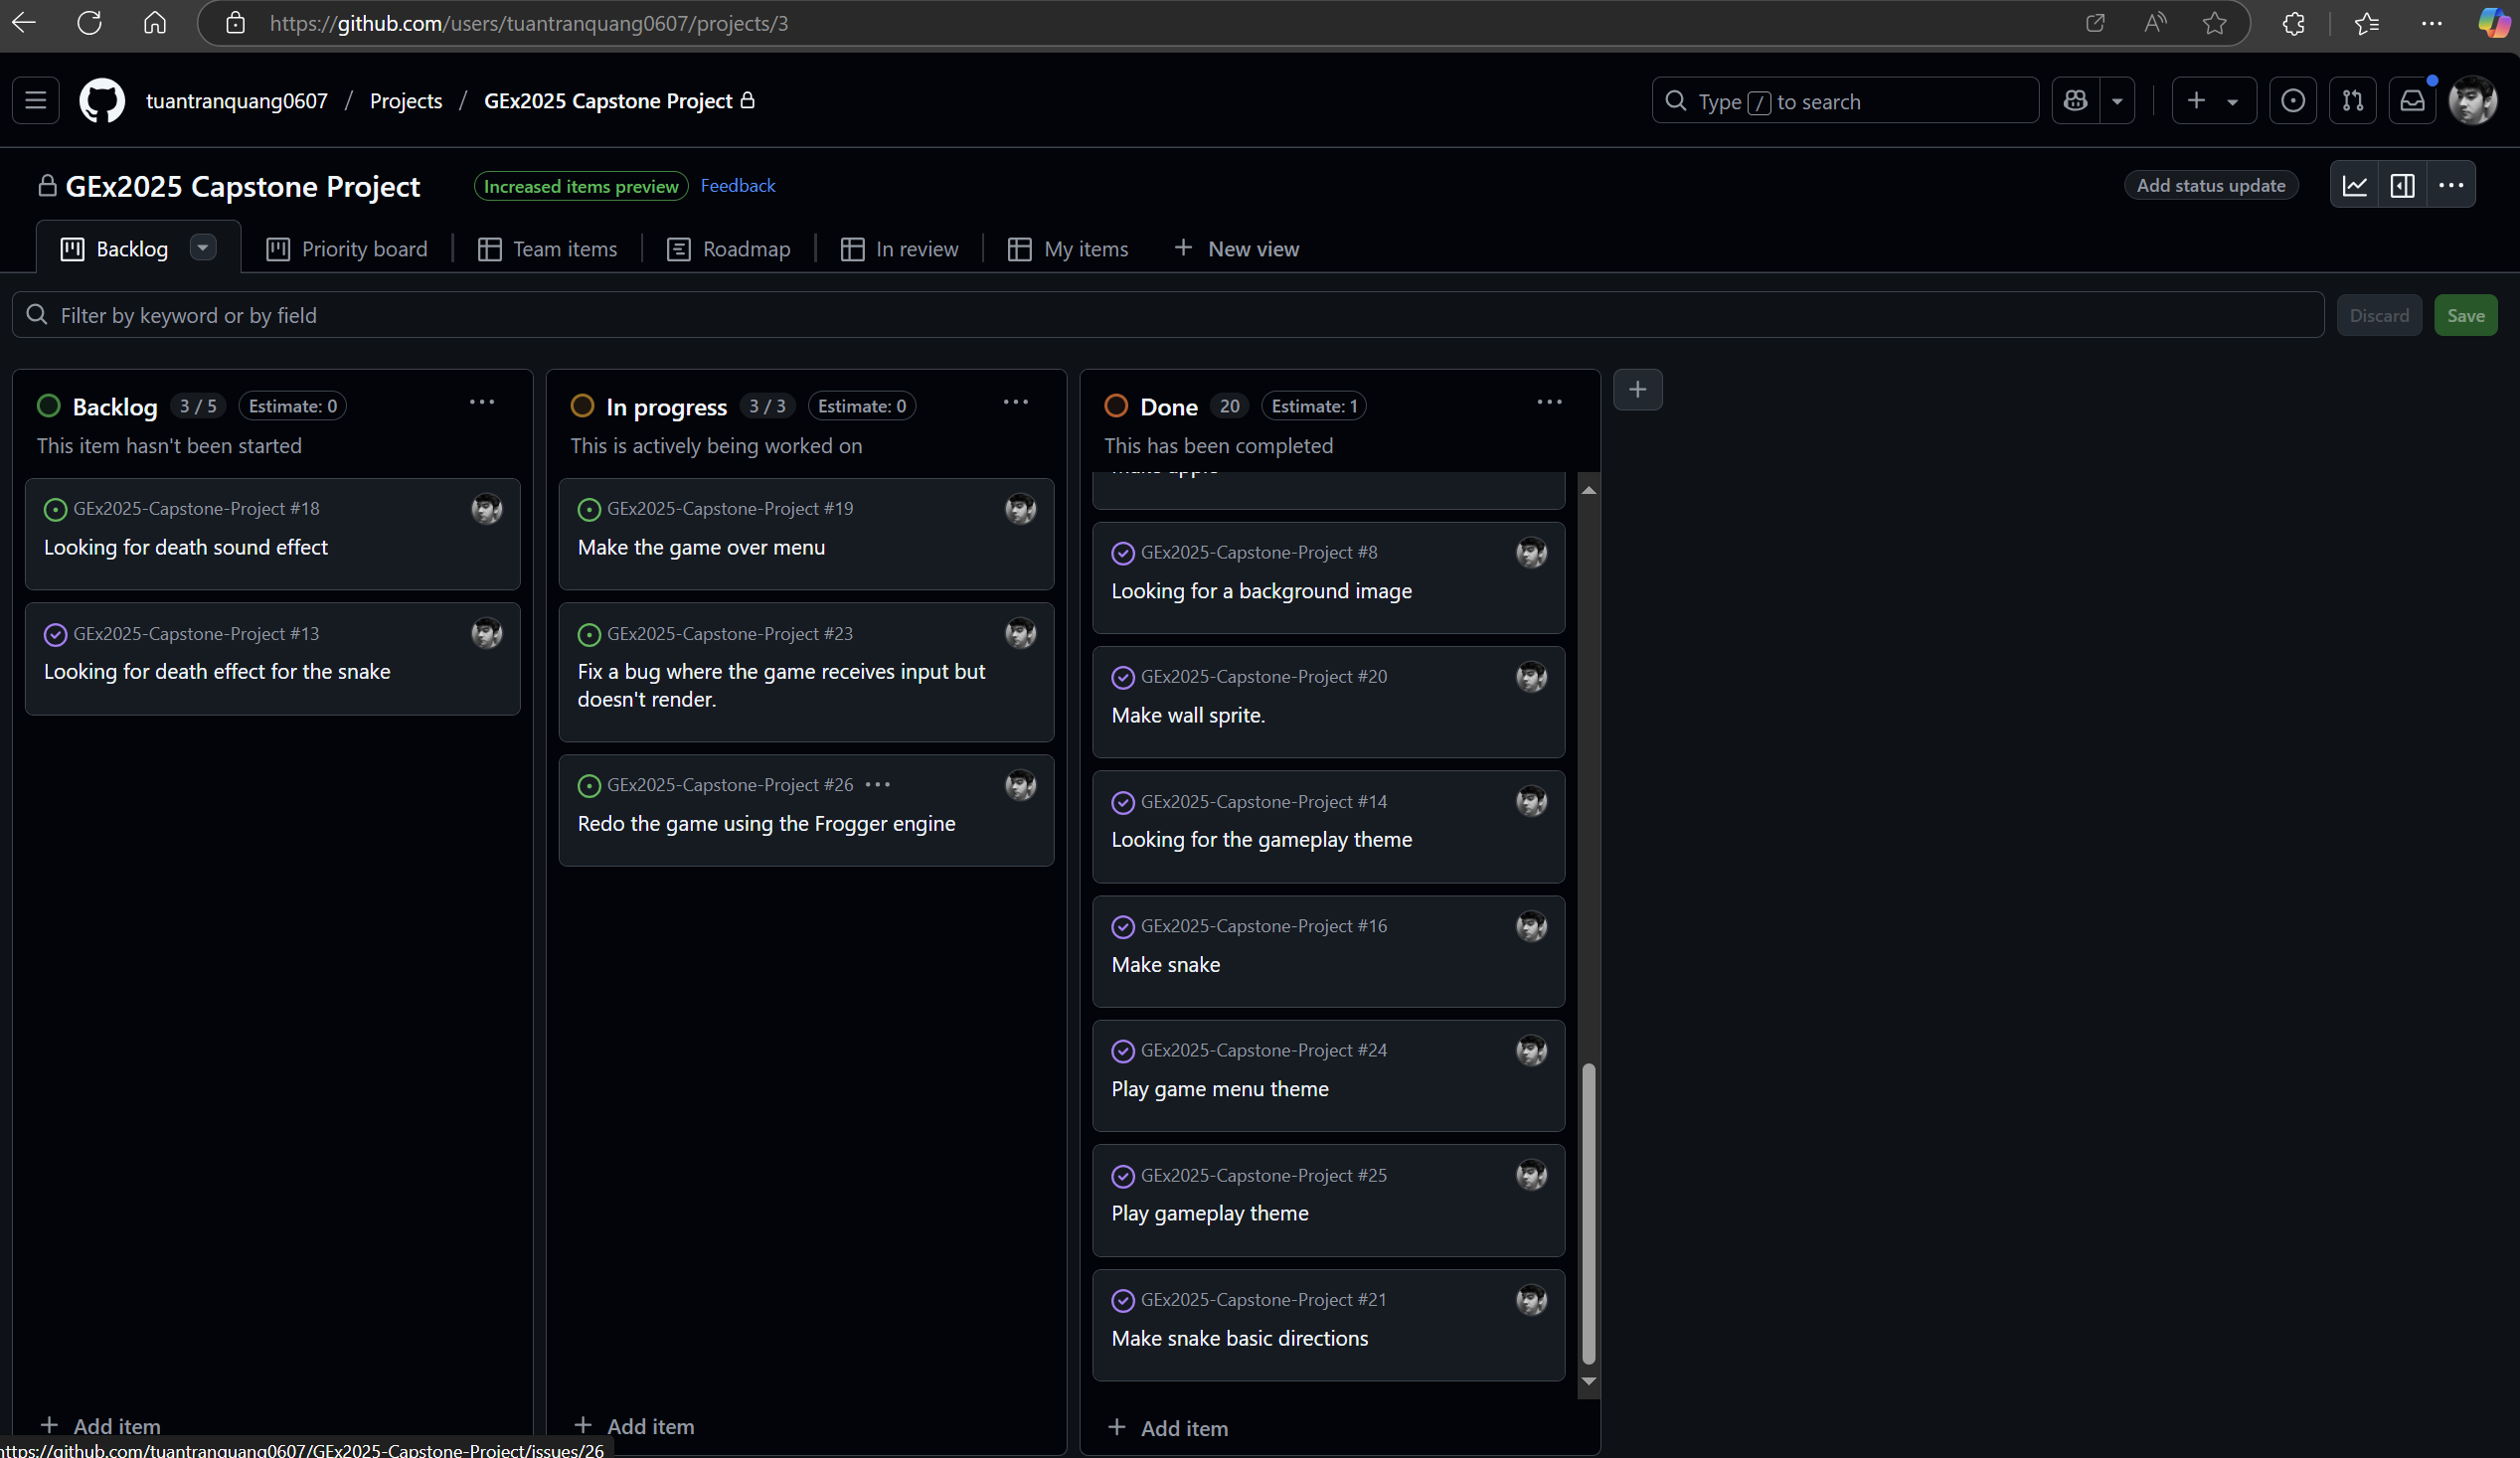 https://github.com/users/tuantranquang0607/projects/3
tuantranquang0607 / Projects / GEx2025 Capstone Project
Type / to search
GEx2025 Capstone Project
Increased items preview
Feedback
Add status update
Backlog
Priority board
Team items
Roadmap
In review
My items
New view
Filter by keyword or by field
Discard
Save
Backlog 3 / 5 Estimate: 0
This item hasn't been started
GEx2025-Capstone-Project #18
Looking for death sound effect
GEx2025-Capstone-Project #13
Looking for death effect for the snake
Add item
In progress 3 / 3 Estimate: 0
This is actively being worked on
GEx2025-Capstone-Project #19
Make the game over menu
GEx2025-Capstone-Project #23
Fix a bug where the game receives input but
doesn't render.
GEx2025-Capstone-Project #26
Redo the game using the Frogger engine
Add item
Done 20 Estimate: 1
This has been completed
GEx2025-Capstone-Project #8
Looking for a background image
GEx2025-Capstone-Project #20
Make wall sprite.
GEx2025-Capstone-Project #14
Looking for the gameplay theme
GEx2025-Capstone-Project #16
Make snake
GEx2025-Capstone-Project #24
Play game menu theme
GEx2025-Capstone-Project #25
Play gameplay theme
GEx2025-Capstone-Project #21
Make snake basic directions
Add item
https://github.com/tuantranquang0607/GEx2025-Capstone-Project/issues/26